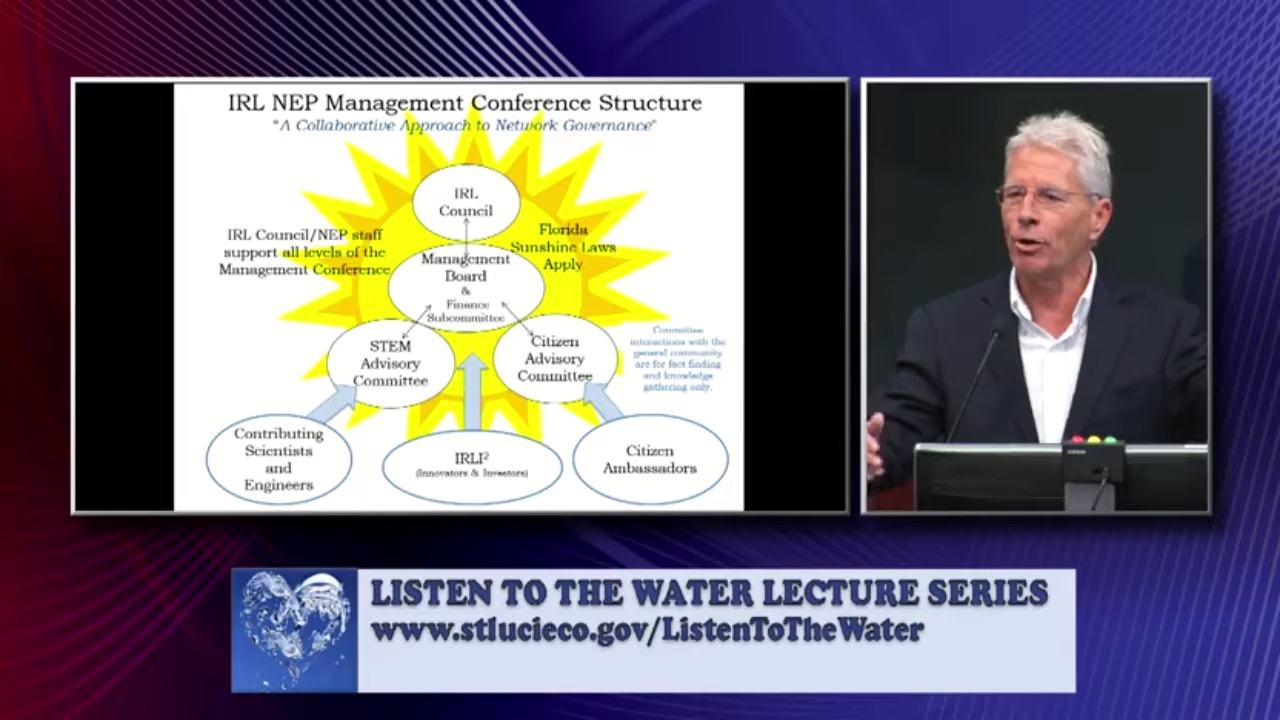 IRL NEP Management Conference Structure
"A Collaborative Approach to Network Governance"
IRL
Council
IRL Council/NEP staff
support all levels of the
Management Conference
Florida
Sunshine Laws
Apply
Management
Board
&
Finance
Subcommittee
STEM
Advisory
Committee
Citizen
Advisory
Committee
Committee
interactions with the
general community
are for fact finding
and knowledge
gathering only.
Contributing
Scientists
and
Engineers
IRLI²
(Innovators & Investors)
Citizen
Ambassadors
LISTEN TO THE WATER LECTURE SERIES
www.stlucieco.gov/ListenToTheWater